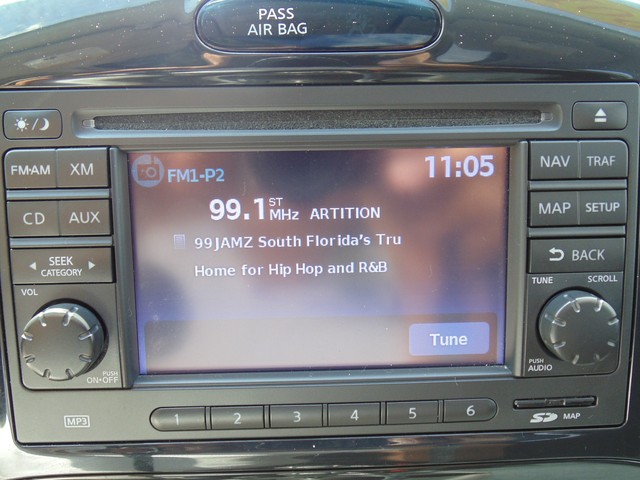 PASS
AIR BAG
FM·AM XM
CD AUX
SEEK
CATEGORY
VOL
PUSH
ON·OFF
MP3
FM1-P2 11:05
99.1 ST MHz ARTITION
99JAMZ South Florida's Tru
Home for Hip Hop and R&B
Tune
NAV TRAF
MAP SETUP
BACK
TUNE SCROLL
PUSH
AUDIO
1 2 3 4 5 6
SD MAP